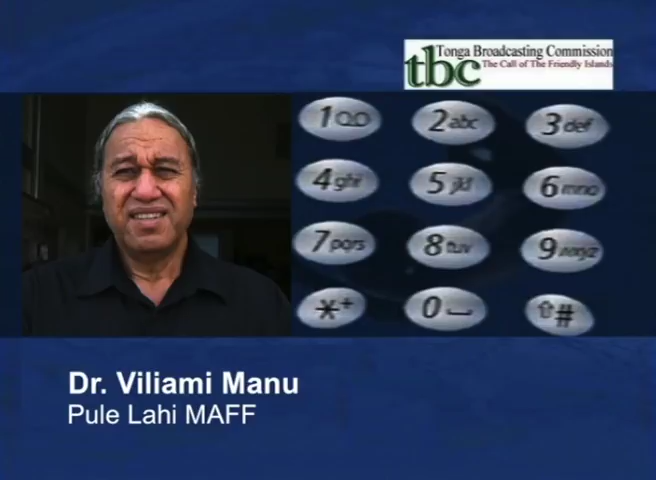 Tonga Broadcasting Commission
tbc The Call of The Friendly Islands
1
2abc 3def
4ghi 5jkl 6mno
7pqrs 8tuv 9wxyz
*+ 0 #
Dr. Viliami Manu
Pule Lahi MAFF